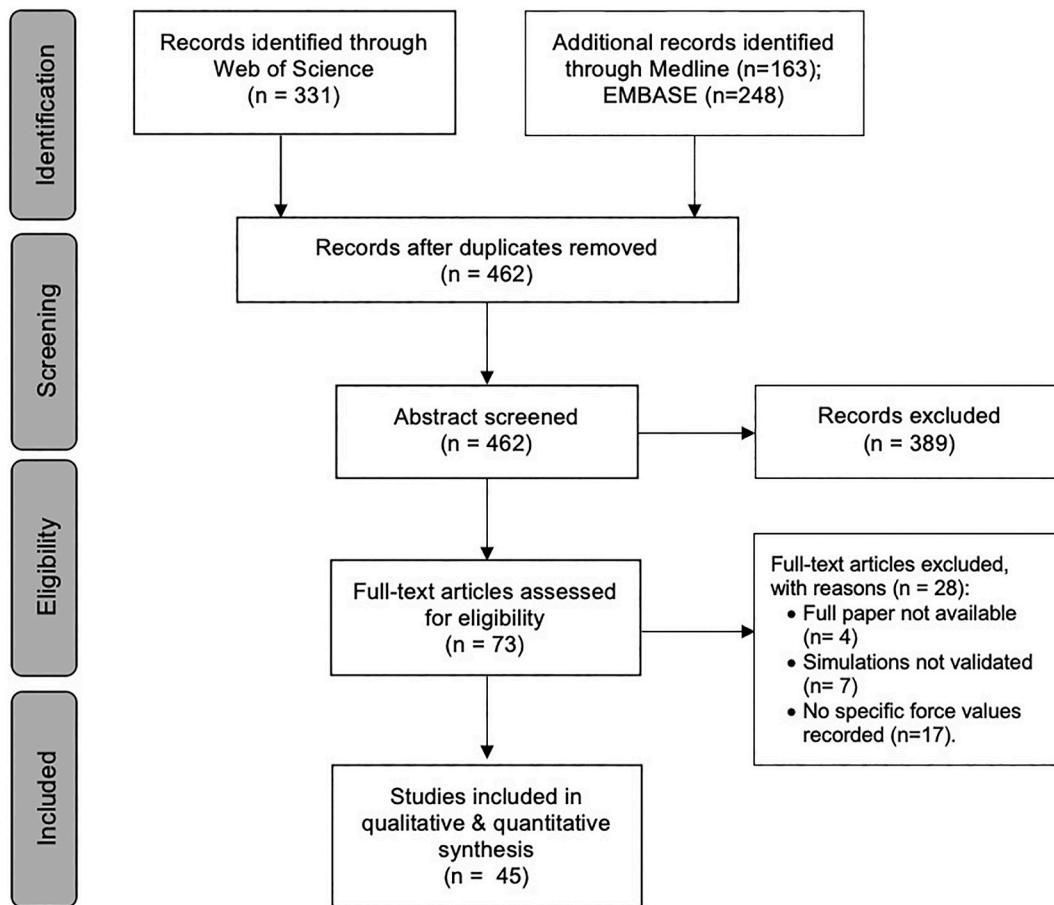 Identification
Records identified through
Web of Science
(n = 331)
Additional records identified
through Medline (n=163);
EMBASE (n=248)
Records after duplicates removed
(n = 462)
Screening
Abstract screened
(n = 462)
Records excluded
(n = 389)
Eligibility
Full-text articles assessed
for eligibility
(n = 73)
Full-text articles excluded,
with reasons (n = 28):
• Full paper not available
(n= 4)
• Simulations not validated
(n= 7)
• No specific force values
recorded (n=17).
Included
Studies included in
qualitative & quantitative
synthesis
(n =  45)